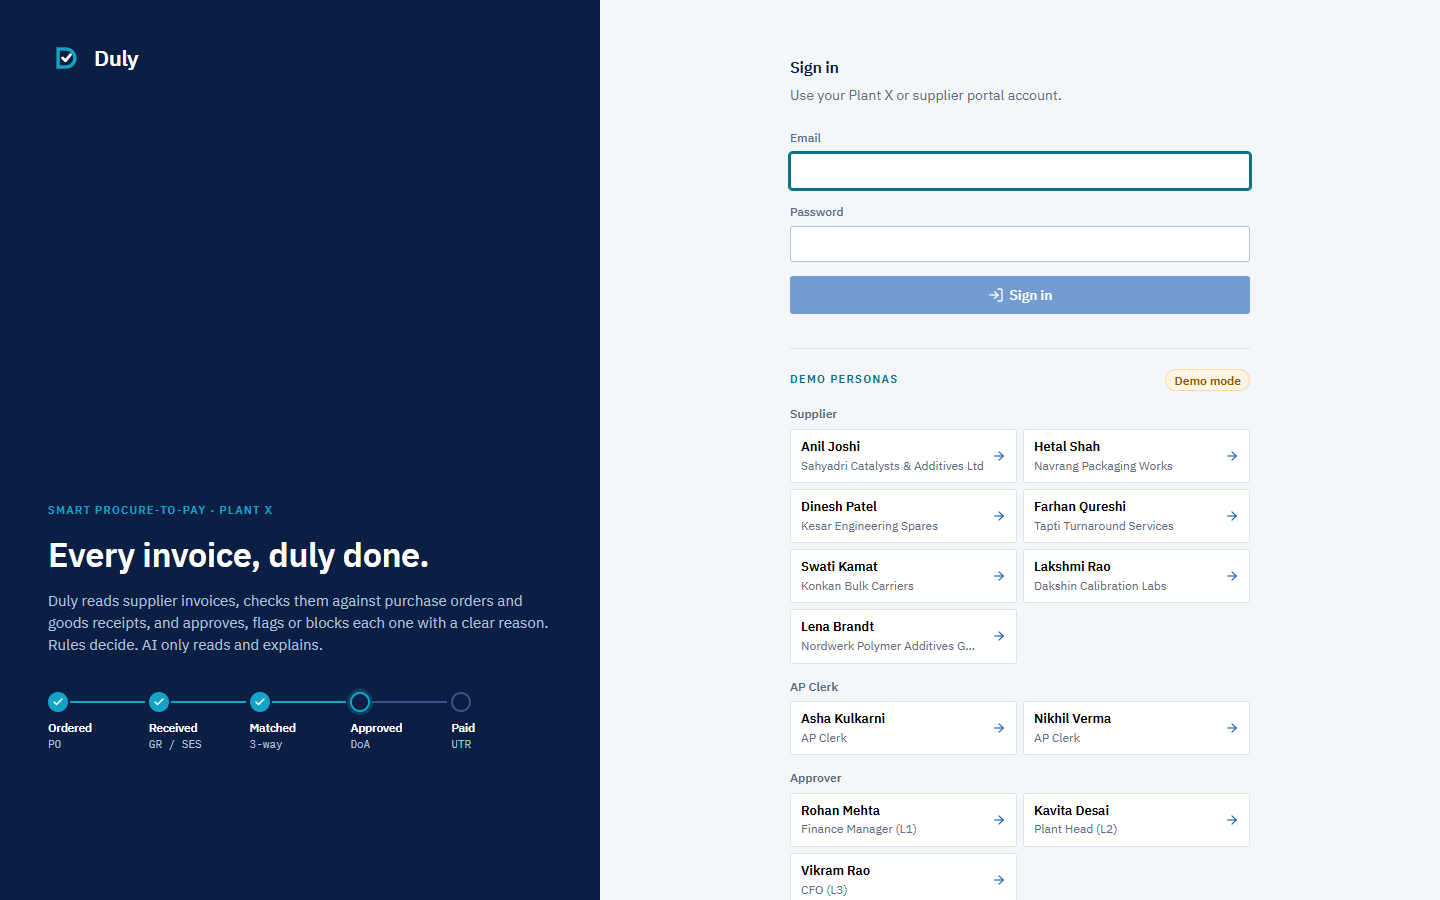 Duly
SMART PROCURE-TO-PAY · PLANT X
Every invoice, duly done.
Duly reads supplier invoices, checks them against purchase orders and
goods receipts, and approves, flags or blocks each one with a clear reason.
Rules decide. AI only reads and explains.
Ordered
PO
Received
GR / SES
Matched
3-way
Approved
DoA
Paid
UTR
Sign in
Use your Plant X or supplier portal account.
Email
Password
Sign in
DEMO PERSONAS
Demo mode
Supplier
Anil Joshi
Sahyadri Catalysts & Additives Ltd
Hetal Shah
Navrang Packaging Works
Dinesh Patel
Kesar Engineering Spares
Farhan Qureshi
Tapti Turnaround Services
Swati Kamat
Konkan Bulk Carriers
Lakshmi Rao
Dakshin Calibration Labs
Lena Brandt
Nordwerk Polymer Additives G...
AP Clerk
Asha Kulkarni
AP Clerk
Nikhil Verma
AP Clerk
Approver
Rohan Mehta
Finance Manager (L1)
Kavita Desai
Plant Head (L2)
Vikram Rao
CFO (L3)